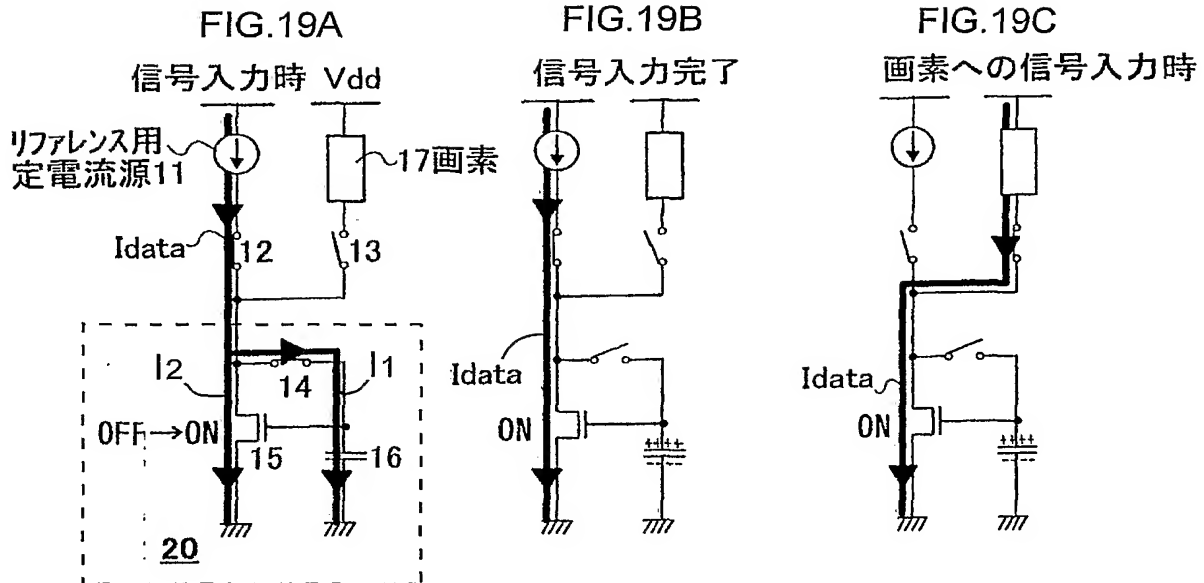 FIG.19A
信号入力時 Vdd
リファレンス用
定電流源11
17画素
Idata
12
13
I2
14
I1
OFF→ON
15
16
20
FIG.19B
信号入力完了
Idata
ON
FIG.19C
画素への信号入力時
Idata
ON